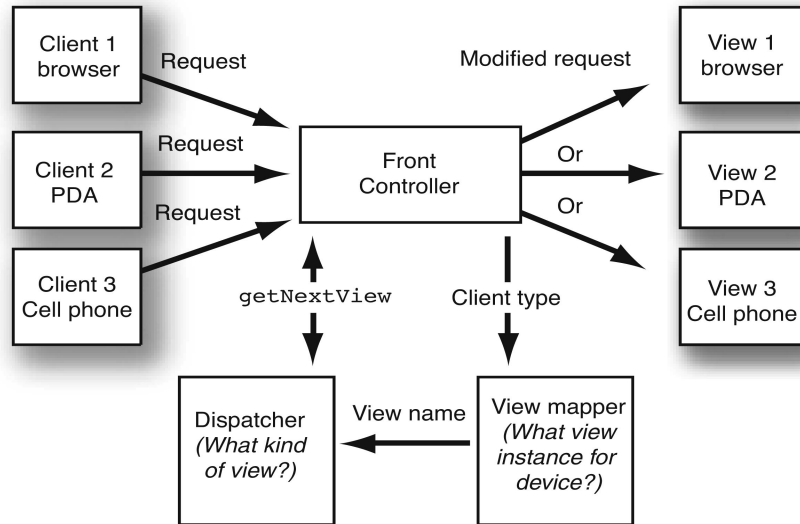 Client 1
browser
Request
Modified request
View 1
browser
Client 2
PDA
Request
Front
Controller
Or
View 2
PDA
Request
Or
Client 3
Cell phone
View 3
Cell phone
getNextView
Client type
Dispatcher
(What kind
of view?)
View name
View mapper
(What view
instance for
device?)